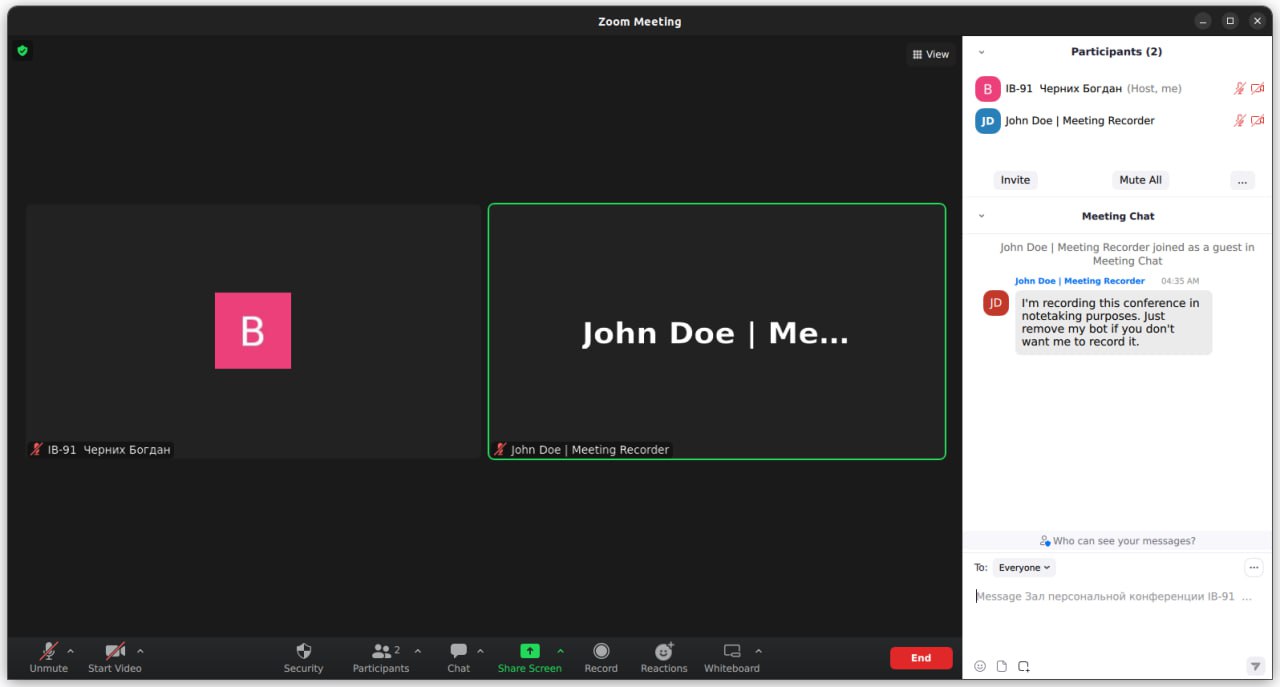 Zoom Meeting
View
B
John Doe | Me...
IB-91 Черних Богдан
John Doe | Meeting Recorder
Participants (2)
B IB-91 Черних Богдан (Host, me)
JD John Doe | Meeting Recorder
Invite Mute All ...
Meeting Chat
John Doe | Meeting Recorder joined as a guest in
Meeting Chat
John Doe | Meeting Recorder 04:35 AM
JD
I'm recording this conference in
notetaking purposes. Just
remove my bot if you don't
want me to record it.
Who can see your messages?
To: Everyone
Message Зал персональной конференции IB-91 ...
Unmute
Start Video
Security
2
Participants
Chat
Share Screen
Record
Reactions
Whiteboard
End